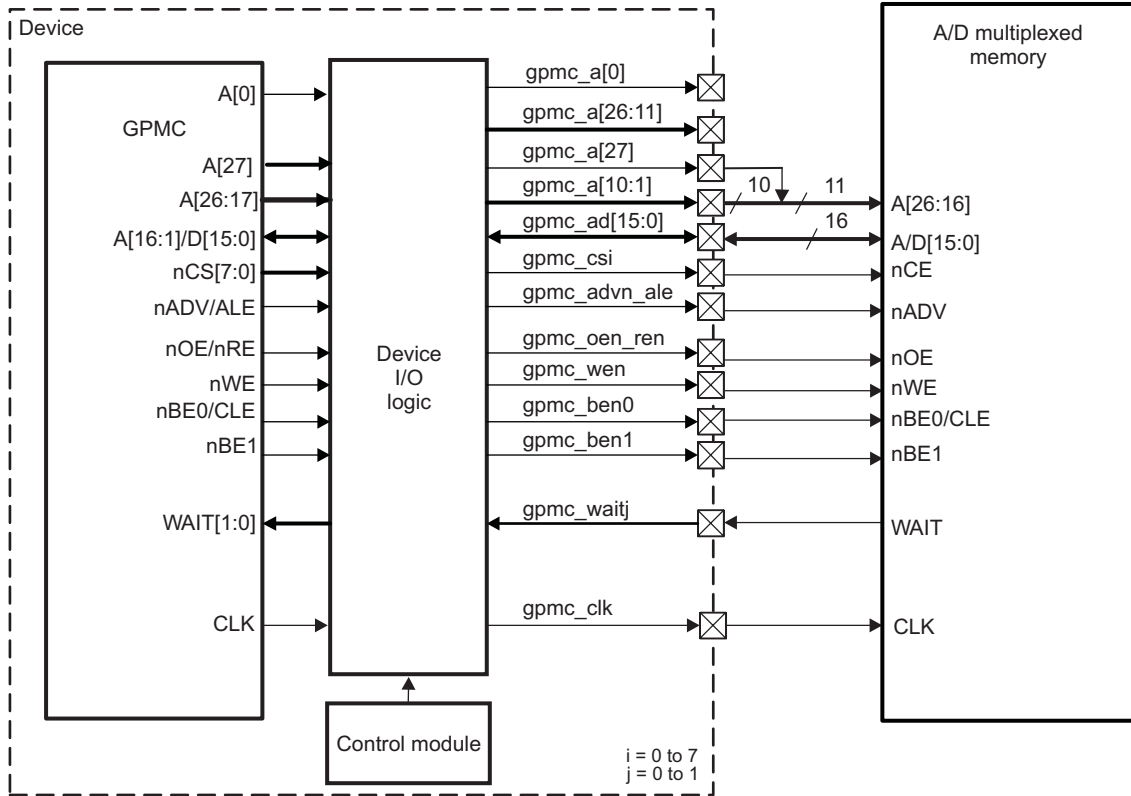 Device
A/D multiplexed
memory
GPMC
A[0]
A[27]
A[26:17]
A[16:1]/D[15:0]
nCS[7:0]
nADV/ALE
nOE/nRE
nWE
nBE0/CLE
nBE1
WAIT[1:0]
CLK
Device
I/O
logic
Control module
gpmc_a[0]
gpmc_a[26:11]
gpmc_a[27]
gpmc_a[10:1]
gpmc_ad[15:0]
gpmc_csi
gpmc_advn_ale
gpmc_oen_ren
gpmc_wen
gpmc_ben0
gpmc_ben1
gpmc_waitj
gpmc_clk
10
11
16
A[26:16]
A/D[15:0]
nCE
nADV
nOE
nWE
nBE0/CLE
nBE1
WAIT
CLK
i = 0 to 7
j = 0 to 1